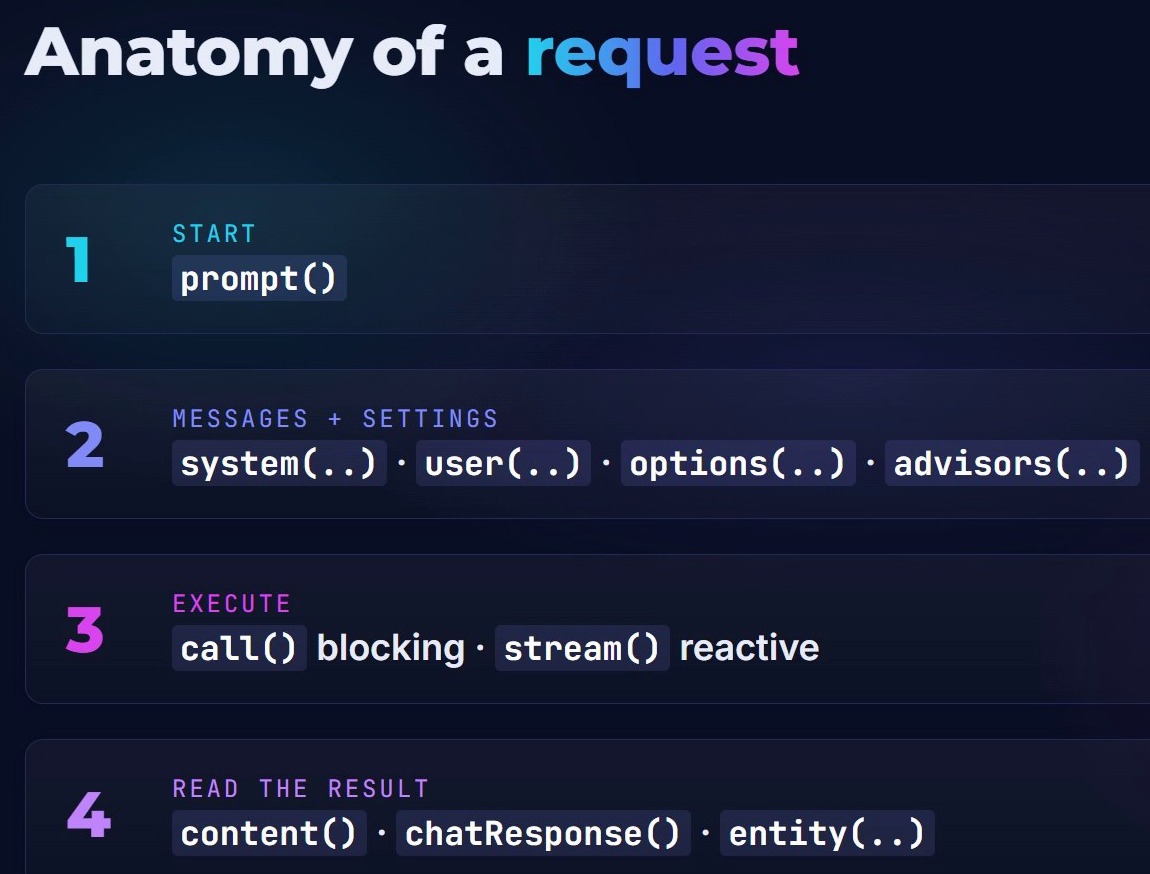 Anatomy of a request
1
START
prompt()
2
MESSAGES + SETTINGS
system(..) · user(..) · options(..) · advisors(..)
3
EXECUTE
call() blocking · stream() reactive
4
READ THE RESULT
content() · chatResponse() · entity(..)